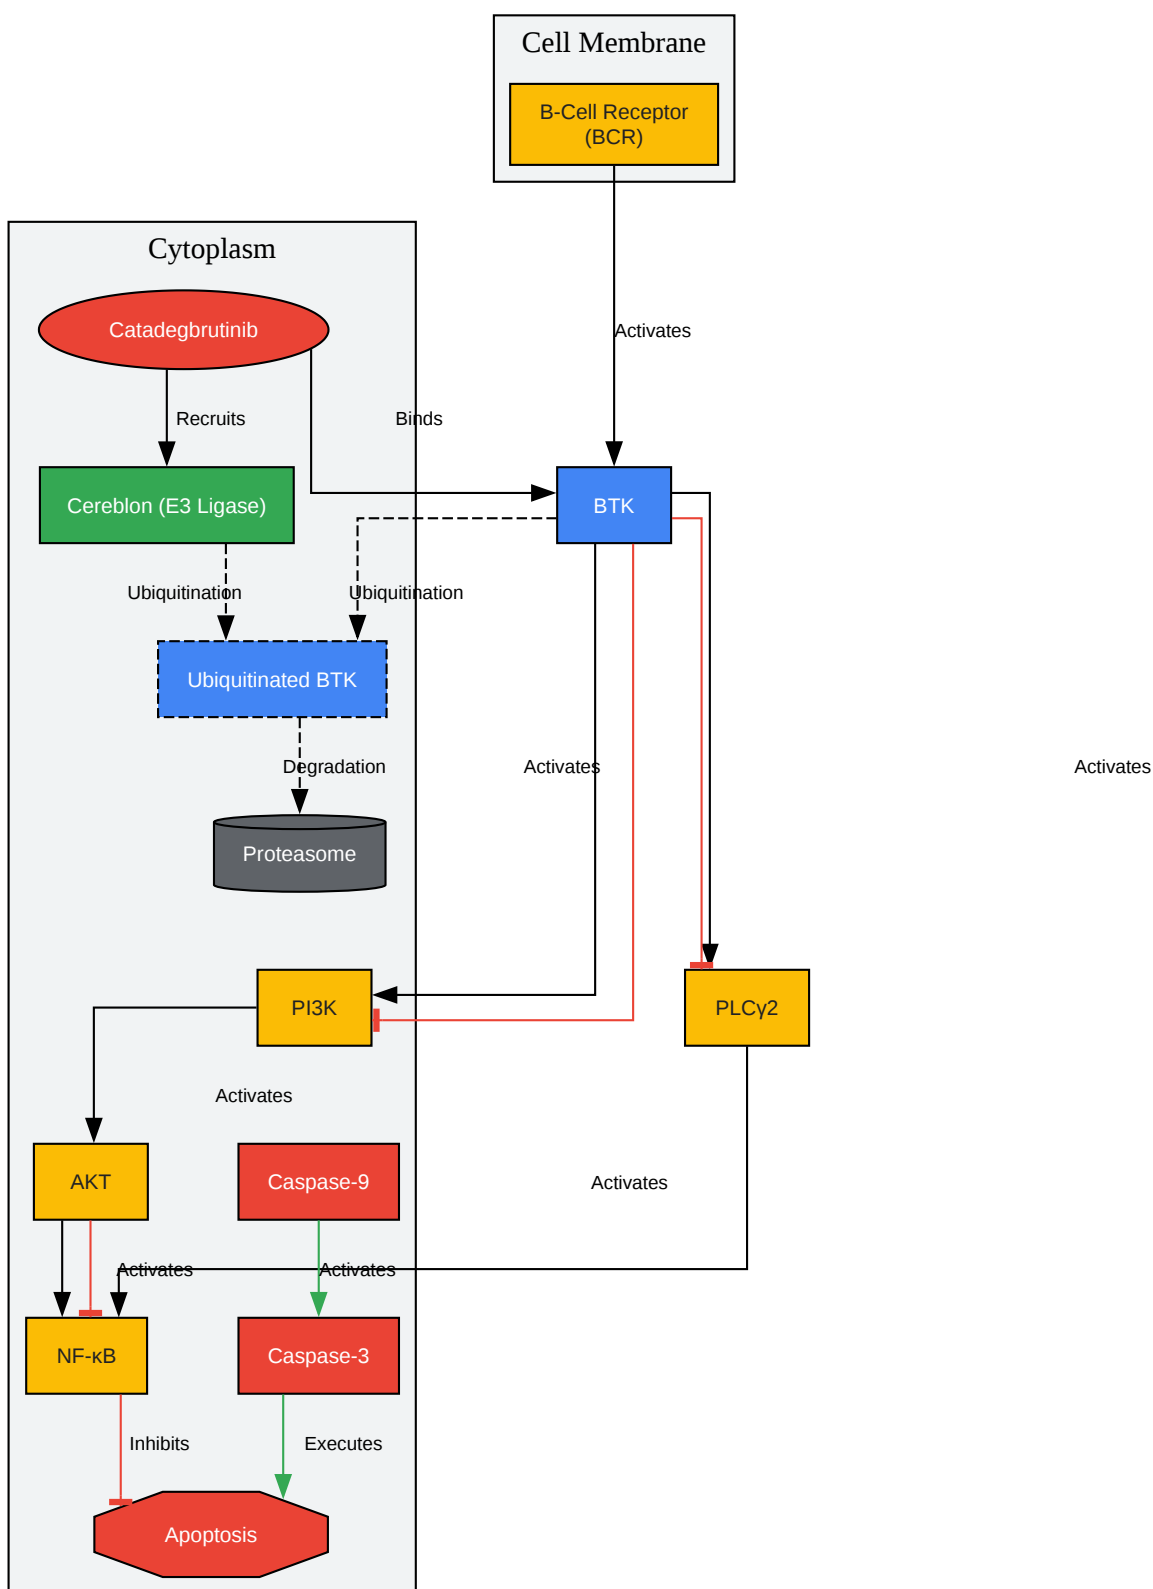 Cell Membrane
B-Cell Receptor
(BCR)
Cytoplasm
Catadegbrutinib
Activates
Recruits
Binds
Cereblon (E3 Ligase)
BTK
Ubiquitination
Ubiquitination
Ubiquitinated BTK
Degradation
Activates
Activates
Proteasome
PI3K
PLCγ2
Activates
AKT
Caspase-9
Activates
Activates
Activates
NF-κB
Caspase-3
Inhibits
Executes
Apoptosis